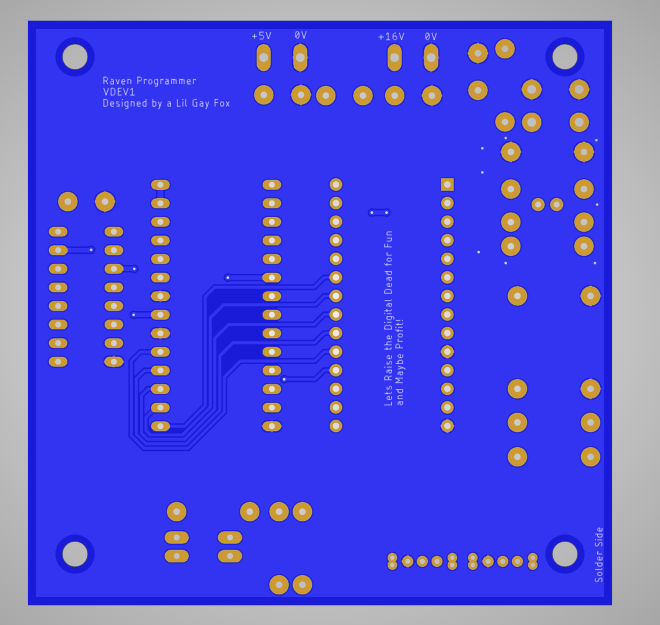 +5V 0V +16V 0V
Raven Programmer
VDEV1
Designed by a Lil Gay Fox
Lets Raise the Digital Dead for Fun
and Maybe Profit!
Solder Side